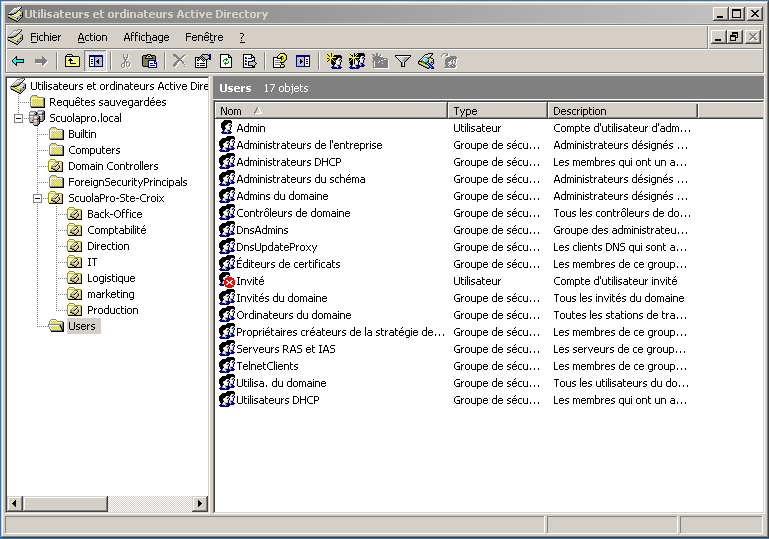 Utilisateurs et ordinateurs Active Directory
Fichier Action Affichage Fenêtre ?
Utilisateurs et ordinateurs Active Dire
Requêtes sauvegardées
Scuolapro.local
Builtin
Computers
Domain Controllers
ForeignSecurityPrincipals
ScuolaPro-Ste-Croix
Back-Office
Comptabilité
Direction
IT
Logistique
marketing
Production
Users
Users 17 objets
Nom Type Description
Admin Utilisateur Compte d'utilisateur d'adm...
Administrateurs de l'entreprise Groupe de sécu... Administrateurs désignés ...
Administrateurs DHCP Groupe de sécu... Les membres qui ont un a...
Administrateurs du schéma Groupe de sécu... Administrateurs désignés ...
Admins du domaine Groupe de sécu... Administrateurs désignés ...
Contrôleurs de domaine Groupe de sécu... Tous les contrôleurs de do...
DnsAdmins Groupe de sécu... Groupe des administrateu...
DnsUpdateProxy Groupe de sécu... Les clients DNS qui sont a...
Éditeurs de certificats Groupe de sécu... Les membres de ce group...
Invité Utilisateur Compte d'utilisateur invité
Invités du domaine Groupe de sécu... Tous les invités du domaine
Ordinateurs du domaine Groupe de sécu... Toutes les stations de tra...
Propriétaires créateurs de la stratégie de... Groupe de sécu... Les membres de ce group...
Serveurs RAS et IAS Groupe de sécu... Les serveurs de ce group...
TelnetClients Groupe de sécu... Les membres de ce group...
Utilisa. du domaine Groupe de sécu... Tous les utilisateurs du do...
Utilisateurs DHCP Groupe de sécu... Les membres qui ont un a...